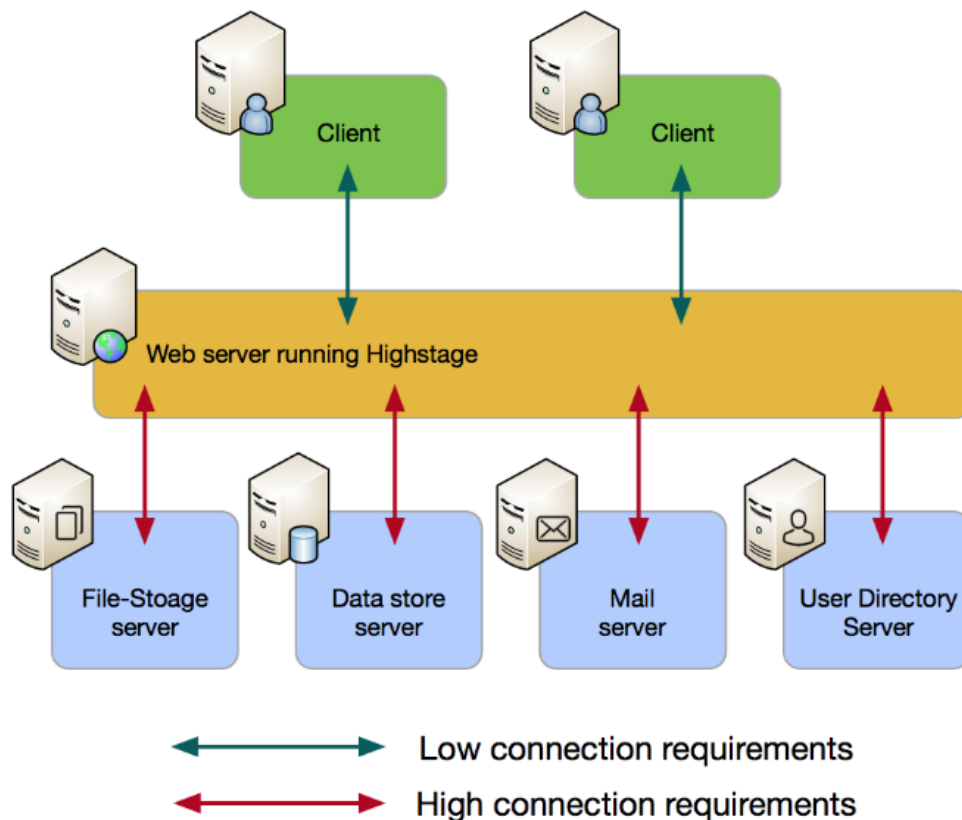 Client
Client
Web server running Highstage
File-Stoage
server
Data store
server
Mail
server
User Directory
Server
Low connection requirements
High connection requirements